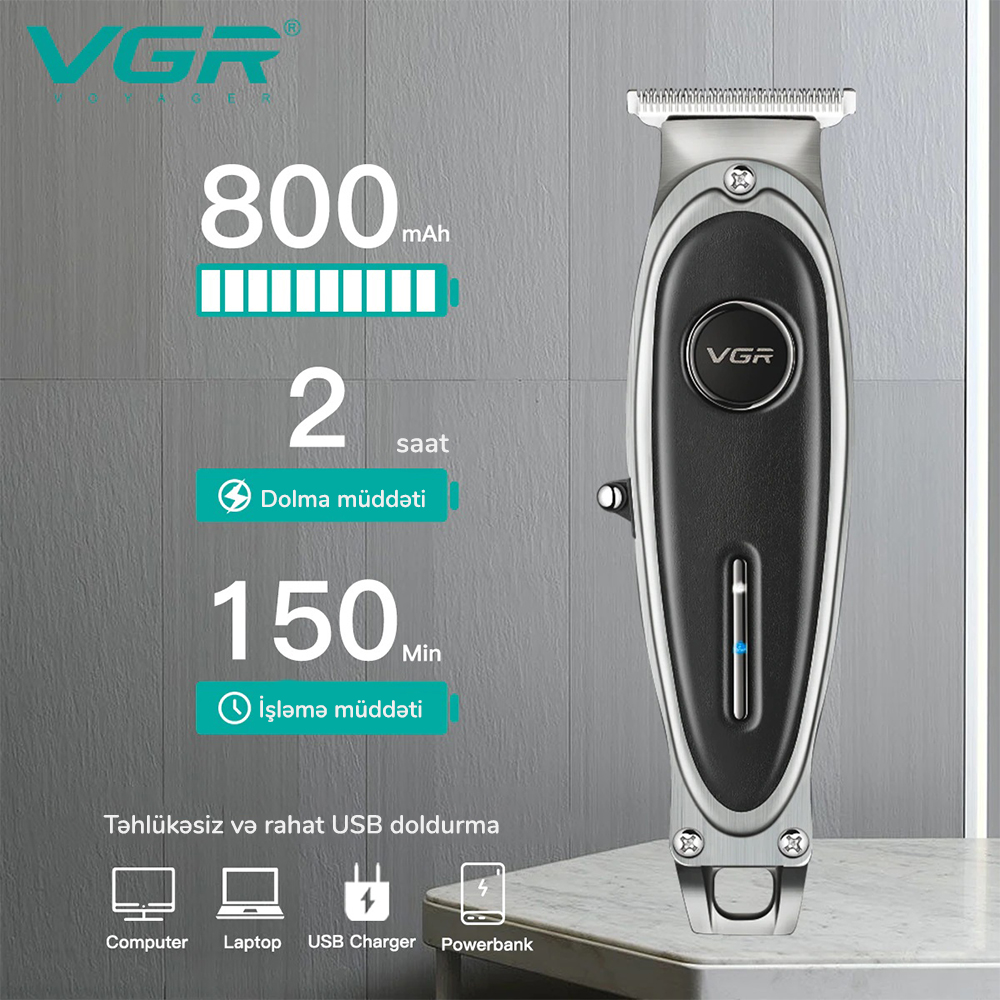 VGR®
VOYAGER
800 mAh
VGR
2 saat
Dolma müddəti
150 Min
İşləmə müddəti
Təhlükəsiz və rahat USB doldurma
Computer Laptop USB Charger Powerbank